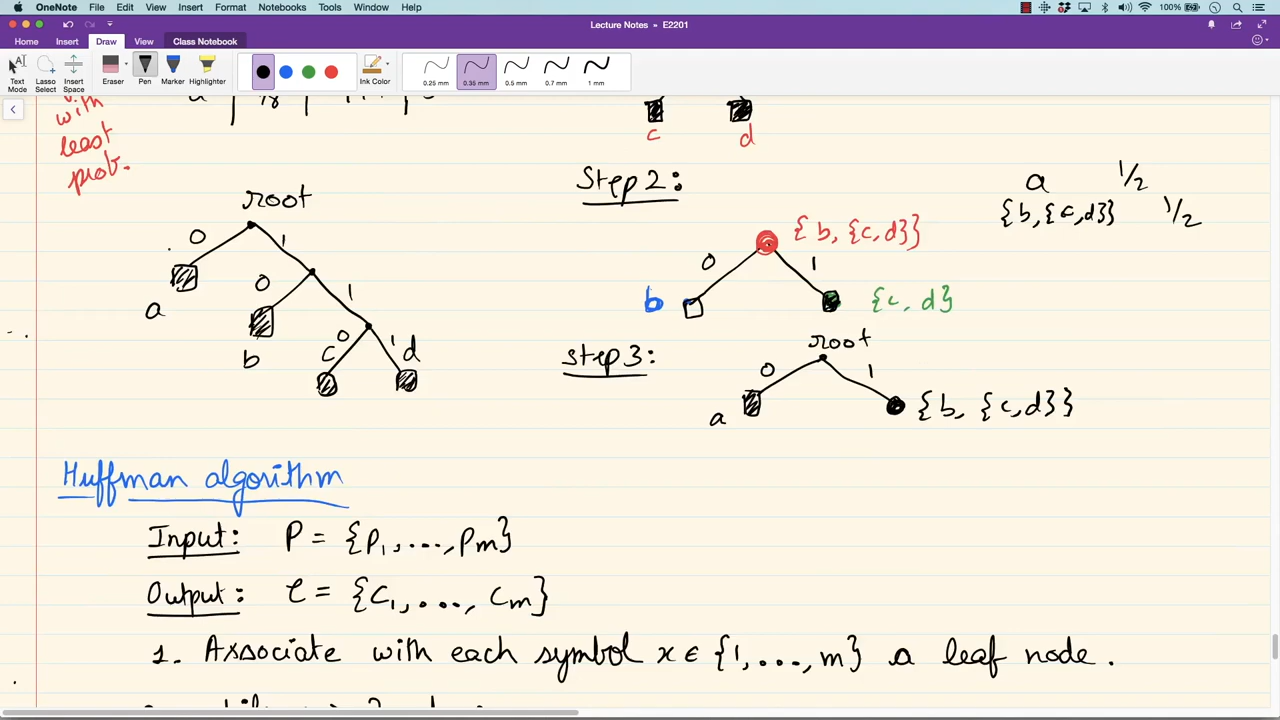 OneNote File Edit View Insert Format Notebooks Tools Window Help 100%
Lecture Notes » E2201
Home Insert Draw View Class Notebook
Text Mode Lasso Select Insert Space Eraser Pen Marker Highlighter Ink Color 0.25 mm 0.35 mm 0.5 mm 0.7 mm 1 mm
with
least
prob.
c d
Step 2:
a 1/2
{b,{c,d}} 1/2
root
0 1
a
0 1
b
0 1
c d
{b,{c,d}}
0 1
b {c,d}
Step 3:
root
0 1
a {b, {c,d}}
Huffman algorithm
Input: P = {p1,...,pm}
Output: C = {C1,...., Cm}
1. Associate with each symbol x ∈ {1,....,m} a leaf node.